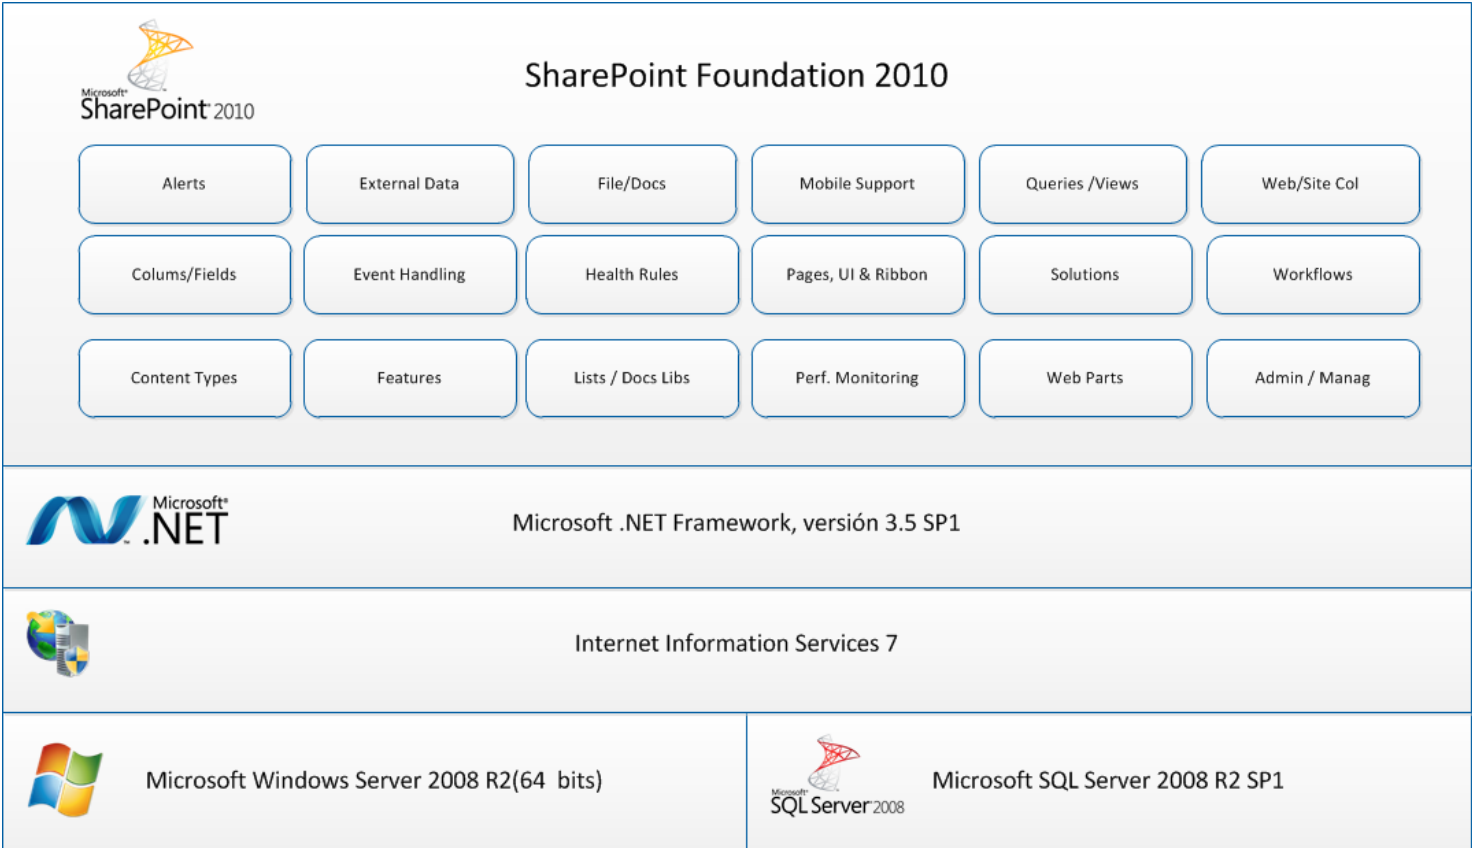 Microsoft®
SharePoint® 2010
SharePoint Foundation 2010
Alerts
External Data
File/Docs
Mobile Support
Queries /Views
Web/Site Col
Colums/Fields
Event Handling
Health Rules
Pages, UI & Ribbon
Solutions
Workflows
Content Types
Features
Lists / Docs Libs
Perf. Monitoring
Web Parts
Admin / Manag
Microsoft®
.NET
Microsoft .NET Framework, versión 3.5 SP1
Internet Information Services 7
Microsoft Windows Server 2008 R2(64  bits)
Microsoft®
SQL Server® 2008
Microsoft SQL Server 2008 R2 SP1